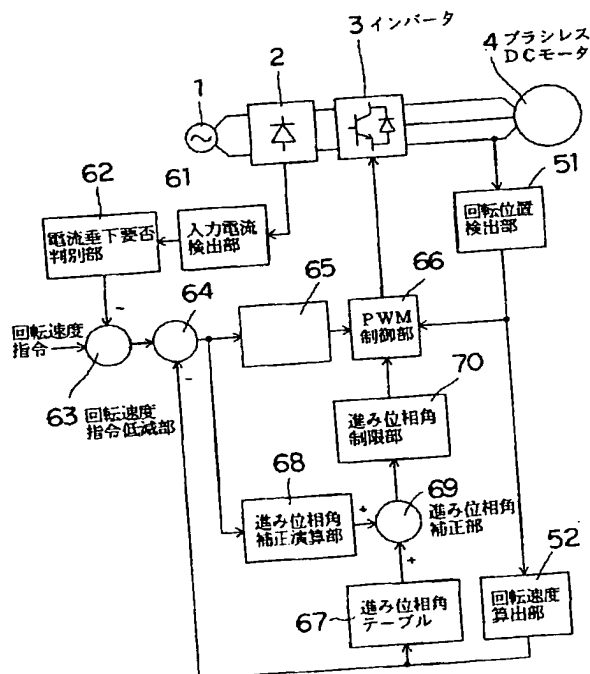 3 インバータ
4 ブラシレス
DCモータ
2
1
62
61
51
電流垂下要否
判別部
入力電流
検出部
回転位置
検出部
65
66
64
PWM
制御部
回転速度
指令
-
-
63 回転速度
指令低減部
70
進み位相角
制限部
68
進み位相角
補正演算部
+
69
進み位相角
補正部
+
52
回転速度
算出部
67
進み位相角
テーブル